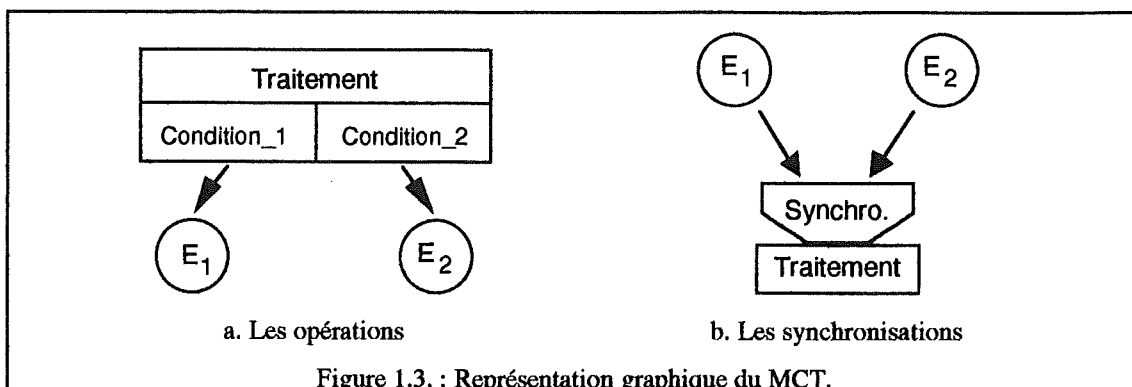 Traitement
Condition_1
Condition_2
E1
E2
a. Les opérations
E1
E2
Synchro.
Traitement
b. Les synchronisations
Figure 1.3. : Représentation graphique du MCT.